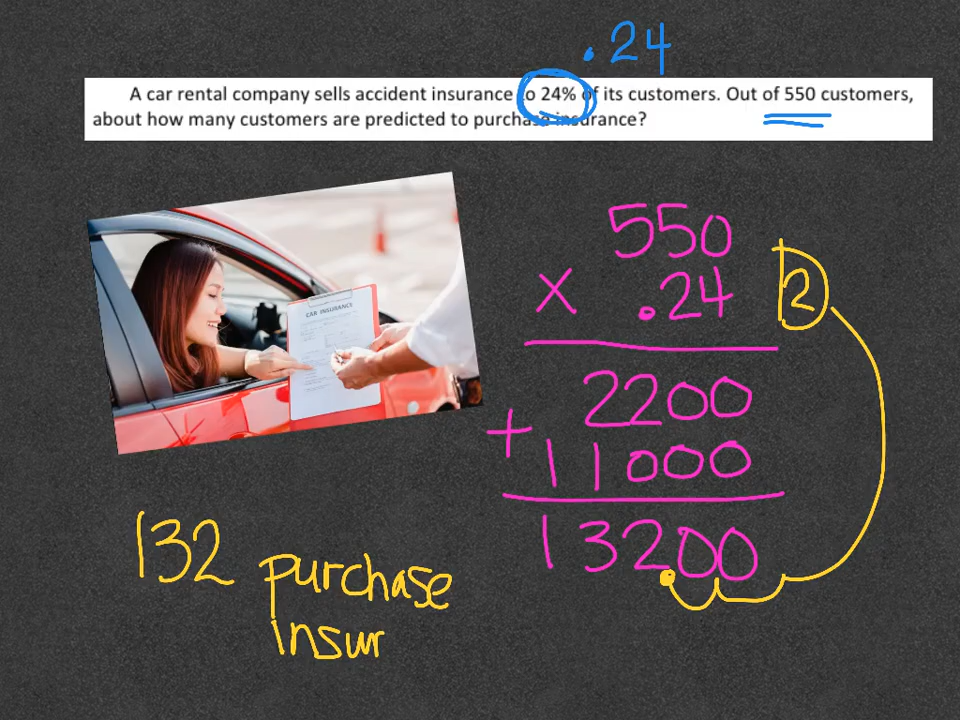 .24
A car rental company sells accident insurance to 24% of its customers. Out of 550 customers,
about how many customers are predicted to purchase insurance?
CAR INSURANCE
550
x .24
2
2200
+ 11000
13200
132 purchase
insur